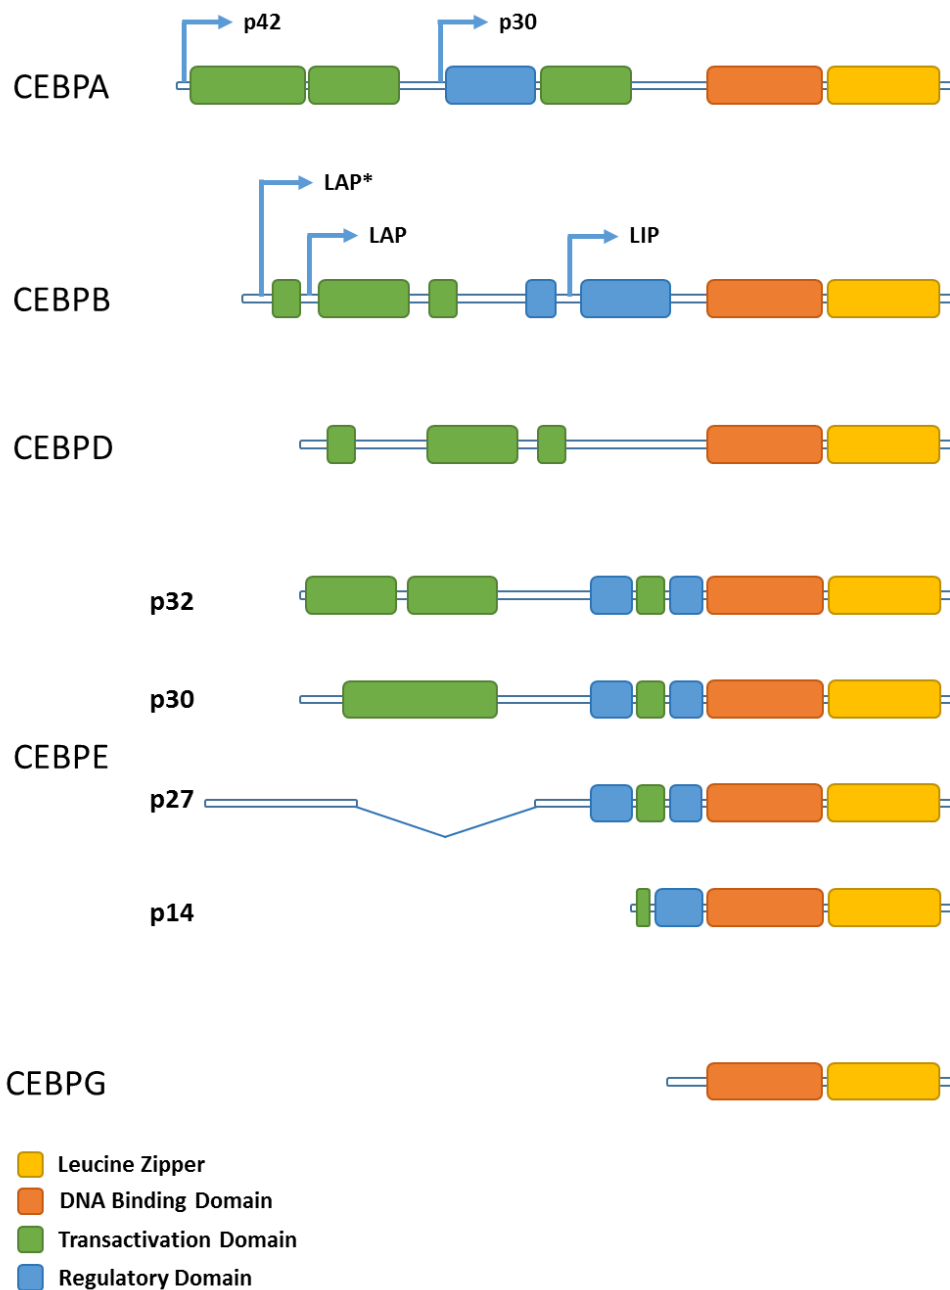 p42
p30
CEBPA
LAP*
LAP
LIP
CEBPB
CEBPD
p32
p30
CEBPE
p27
p14
CEBPG
Leucine Zipper
DNA Binding Domain
Transactivation Domain
Regulatory Domain